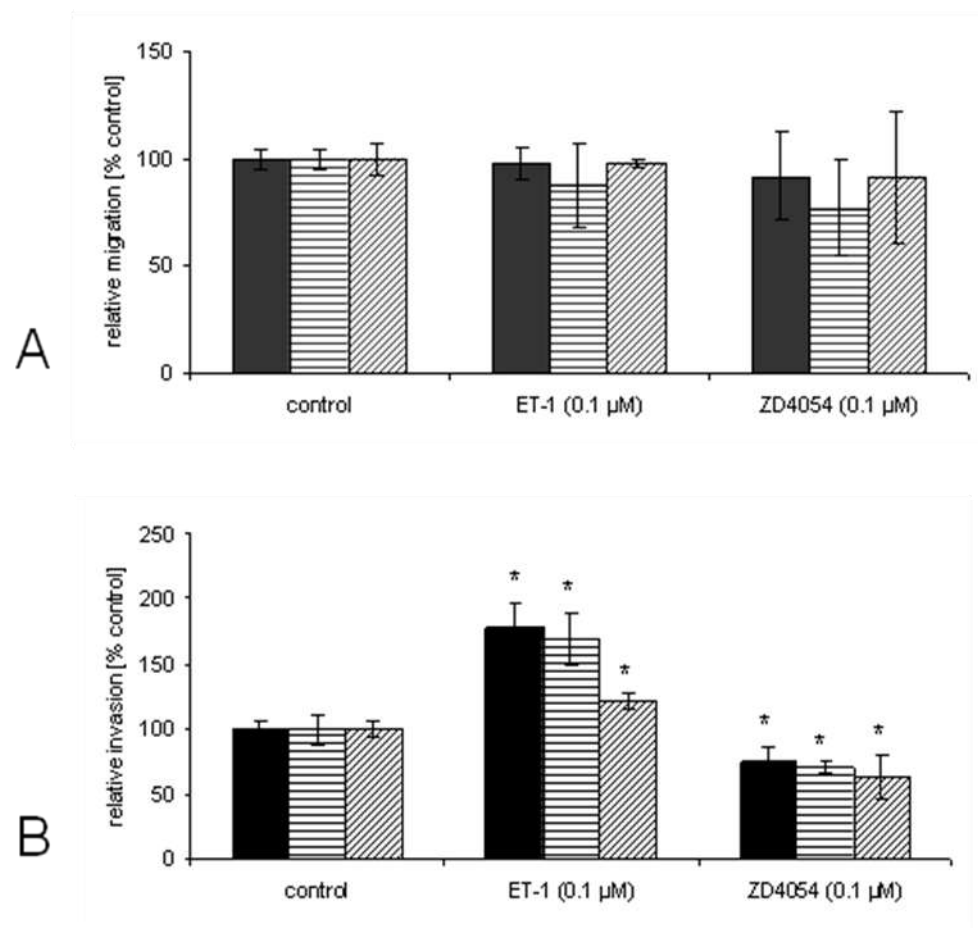 A
relative migration [% control]
150
100
50
0
control
ET-1 (0.1 µM)
ZD4054 (0.1 µM)
B
relative invasion [% control]
250
200
150
100
50
0
* * *
* * *
control
ET-1 (0.1 µM)
ZD4054 (0.1 µM)